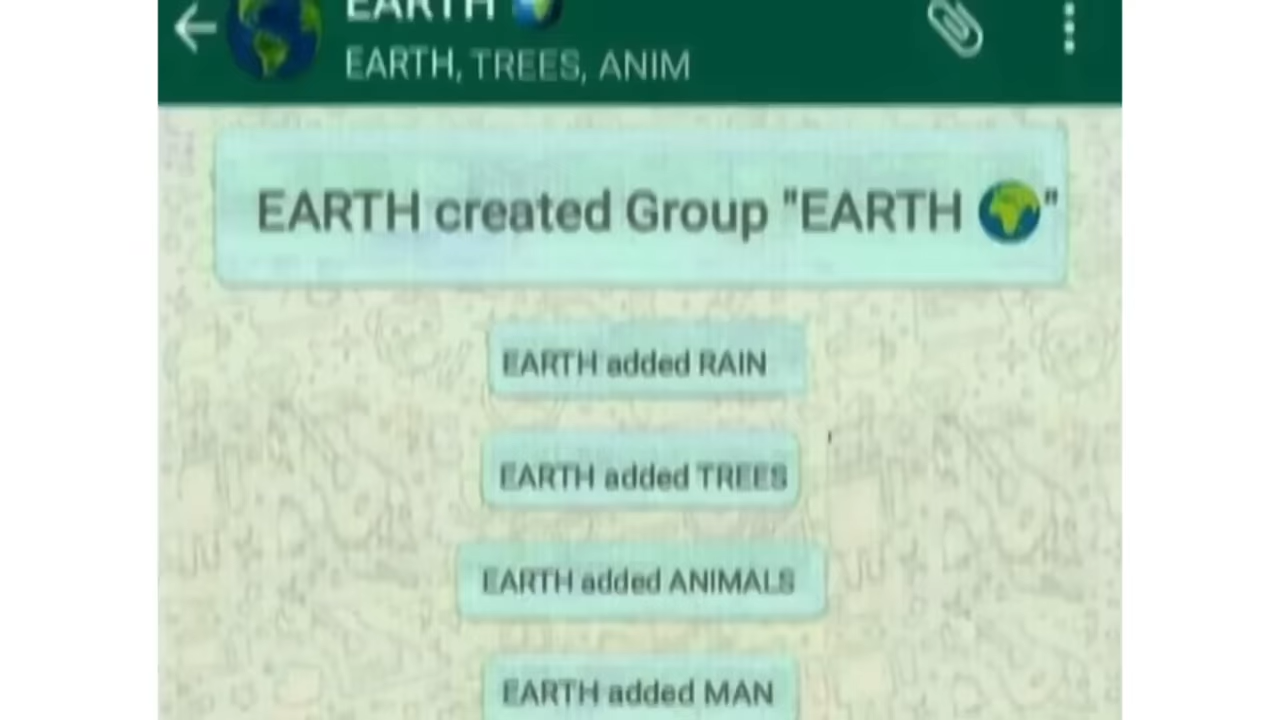 EARTH 🌍
EARTH, TREES, ANIM
EARTH created Group "EARTH 🌍"
EARTH added RAIN
EARTH added TREES
EARTH added ANIMALS
EARTH added MAN